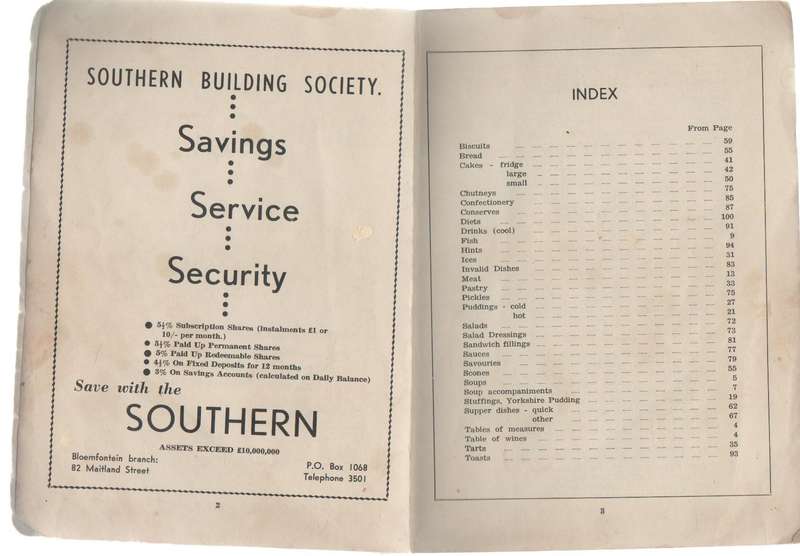 SOUTHERN BUILDING SOCIETY.
Savings
Service
Security
● 5½% Subscription Shares (Instalments £1 or
10/- per month.)
● 5½% Paid Up Permanent Shares
● 5% Paid Up Redeemable Shares
● 4½% On Fixed Deposits for 12 months
● 3% On Savings Accounts (calculated on Daily Balance)
Save with the
SOUTHERN
ASSETS EXCEED £10,000,000
Bloemfontein branch:
82 Maitland Street
P.O. Box 1068
Telephone 3501
2
INDEX
From Page
Biscuits 59
Bread 55
Cakes - fridge 41
large 42
small 50
Chutneys 75
Confectionery 85
Conserves 87
Diets 100
Drinks (cool) 91
Fish 9
Hints 94
Ices 31
Invalid Dishes 83
Meat 13
Pastry 33
Pickles 75
Puddings - cold 27
hot 21
Salads 72
Salad Dressings 73
Sandwich fillings 81
Sauces 77
Savouries 79
Scones 55
Soups 5
Soup accompaniments 7
Stuffings, Yorkshire Pudding 19
Supper dishes - quick 62
other 67
Tables of measures 4
Table of wines 4
Tarts 35
Toasts 93
3